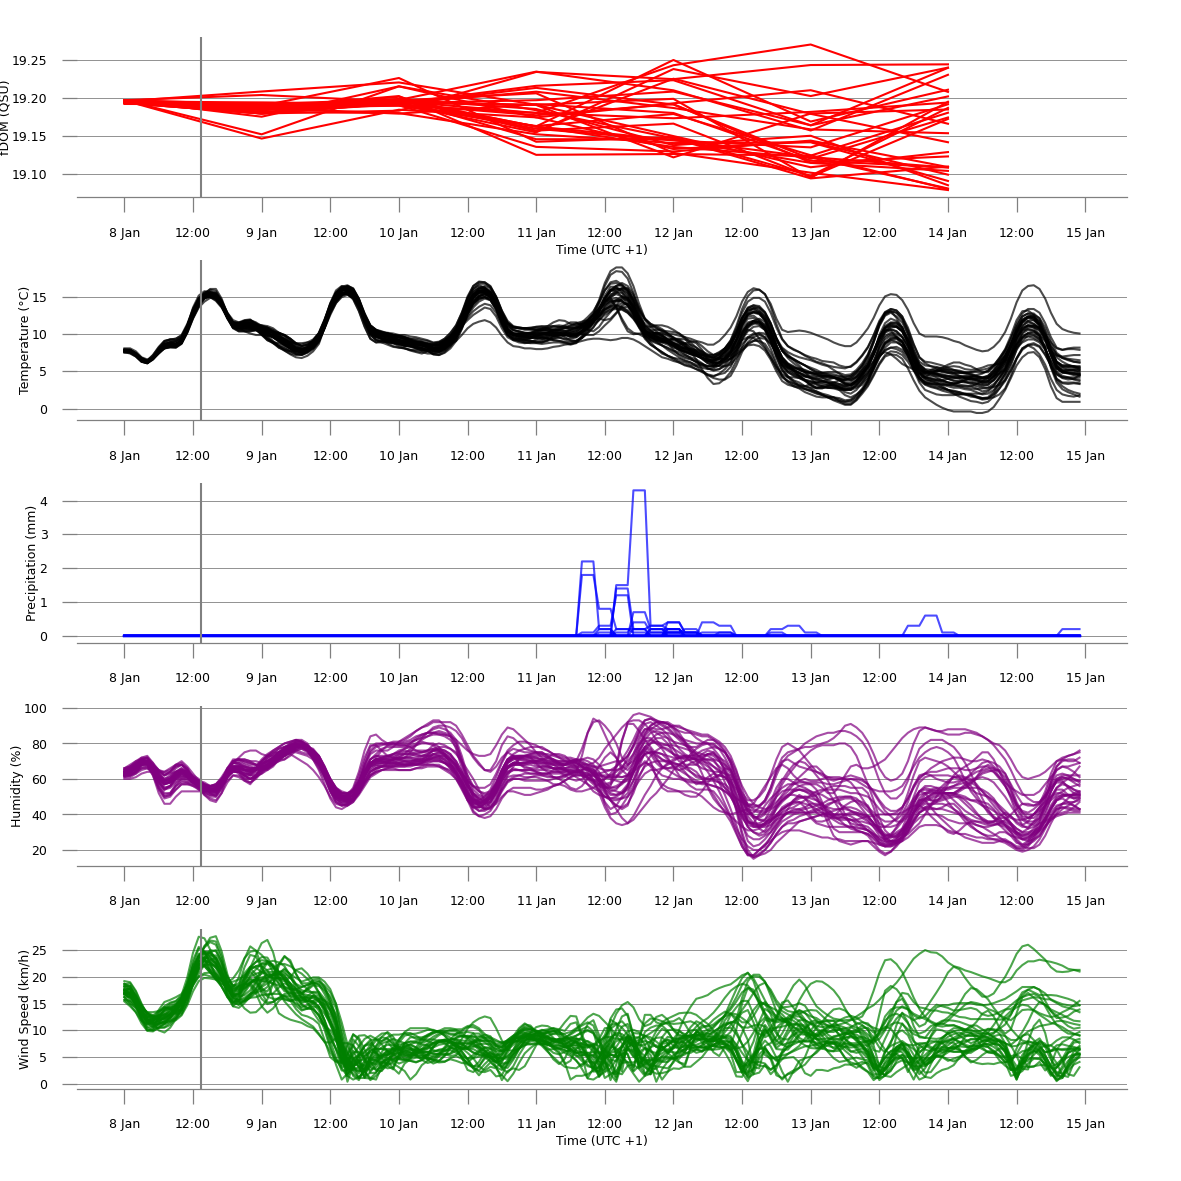 fDOM (QSU)
19.25
19.20
19.15
19.10
8 Jan 12:00 9 Jan 12:00 10 Jan 12:00 11 Jan 12:00 12 Jan 12:00 13 Jan 12:00 14 Jan 12:00 15 Jan
Time (UTC +1)
Temperature (°C)
15
10
5
0
8 Jan 12:00 9 Jan 12:00 10 Jan 12:00 11 Jan 12:00 12 Jan 12:00 13 Jan 12:00 14 Jan 12:00 15 Jan
Precipitation (mm)
4
3
2
1
0
8 Jan 12:00 9 Jan 12:00 10 Jan 12:00 11 Jan 12:00 12 Jan 12:00 13 Jan 12:00 14 Jan 12:00 15 Jan
Humidity (%)
100
80
60
40
20
8 Jan 12:00 9 Jan 12:00 10 Jan 12:00 11 Jan 12:00 12 Jan 12:00 13 Jan 12:00 14 Jan 12:00 15 Jan
Wind Speed (km/h)
25
20
15
10
5
0
8 Jan 12:00 9 Jan 12:00 10 Jan 12:00 11 Jan 12:00 12 Jan 12:00 13 Jan 12:00 14 Jan 12:00 15 Jan
Time (UTC +1)